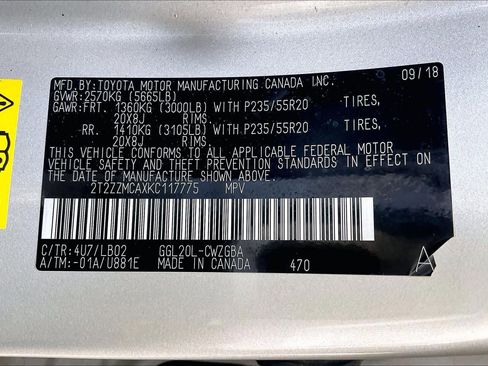 MFD.BY:TOYOTA MOTOR MANUFACTURING CANADA INC. 09/18
GVWR:2570KG (5665LB)
GAWR:FRT. 1360KG (3000LB) WITH P235/55R20 TIRES,
20X8J RIMS.
RR. 1410KG (3105LB) WITH P235/55R20 TIRES,
20X8J RIMS.
THIS VEHICLE CONFORMS TO ALL APPLICABLE FEDERAL MOTOR
VEHICLE SAFETY AND THEFT PREVENTION STANDARDS IN EFFECT
ON THE DATE OF MANUFACTURE SHOWN ABOVE.
2T2ZZMCAXKC117775 MPV
C/TR:4U7/LB02 GGL20L-CWZGBA
A/TM:-01A/U881E MADE IN CANADA 470 A